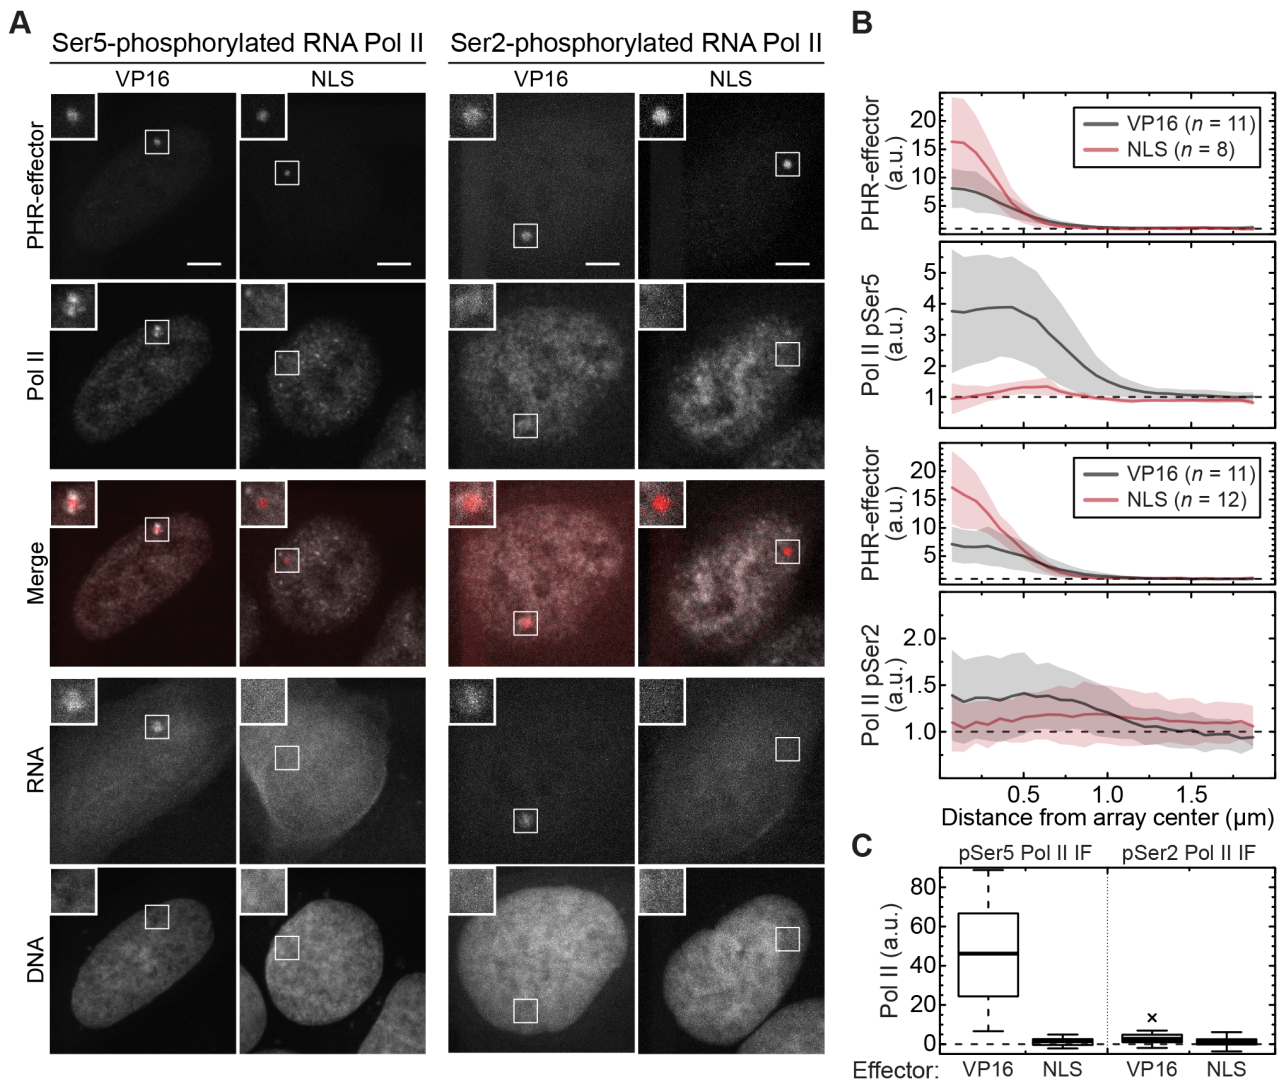 A
Ser5-phosphorylated RNA Pol II
Ser2-phosphorylated RNA Pol II
VP16
NLS
VP16
NLS
PHR-effector
Pol II
Merge
RNA
DNA
B
PHR-effector
(a.u.)
20
15
10
5
VP16 (n = 11)
NLS (n = 8)
Pol II pSer5
(a.u.)
5
4
3
2
1
PHR-effector
(a.u.)
20
15
10
5
VP16 (n = 11)
NLS (n = 12)
Pol II pSer2
(a.u.)
2.0
1.5
1.0
0.5
1.0
1.5
Distance from array center (µm)
C
pSer5 Pol II IF
pSer2 Pol II IF
Pol II (a.u.)
80
60
40
20
0
Effector:
VP16
NLS
VP16
NLS